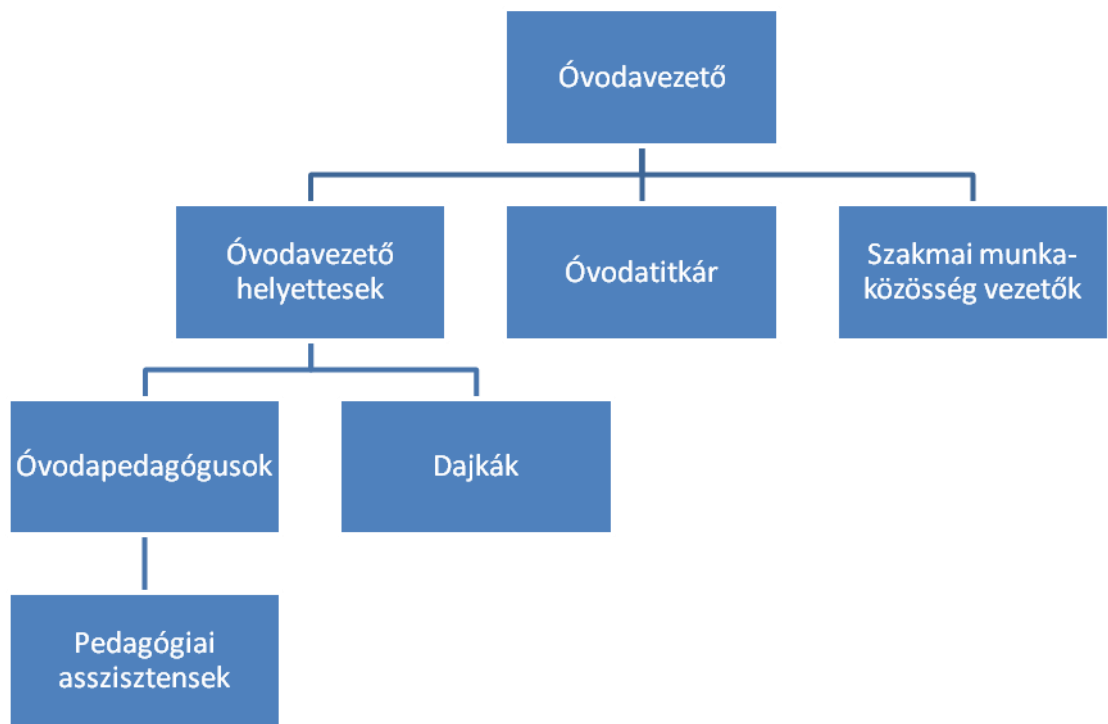 Óvodavezető
Óvodavezető
helyettesek
Óvodatitkár
Szakmai munka-
közösség vezetők
Óvodapedagógusok
Dajkák
Pedagógiai
asszisztensek